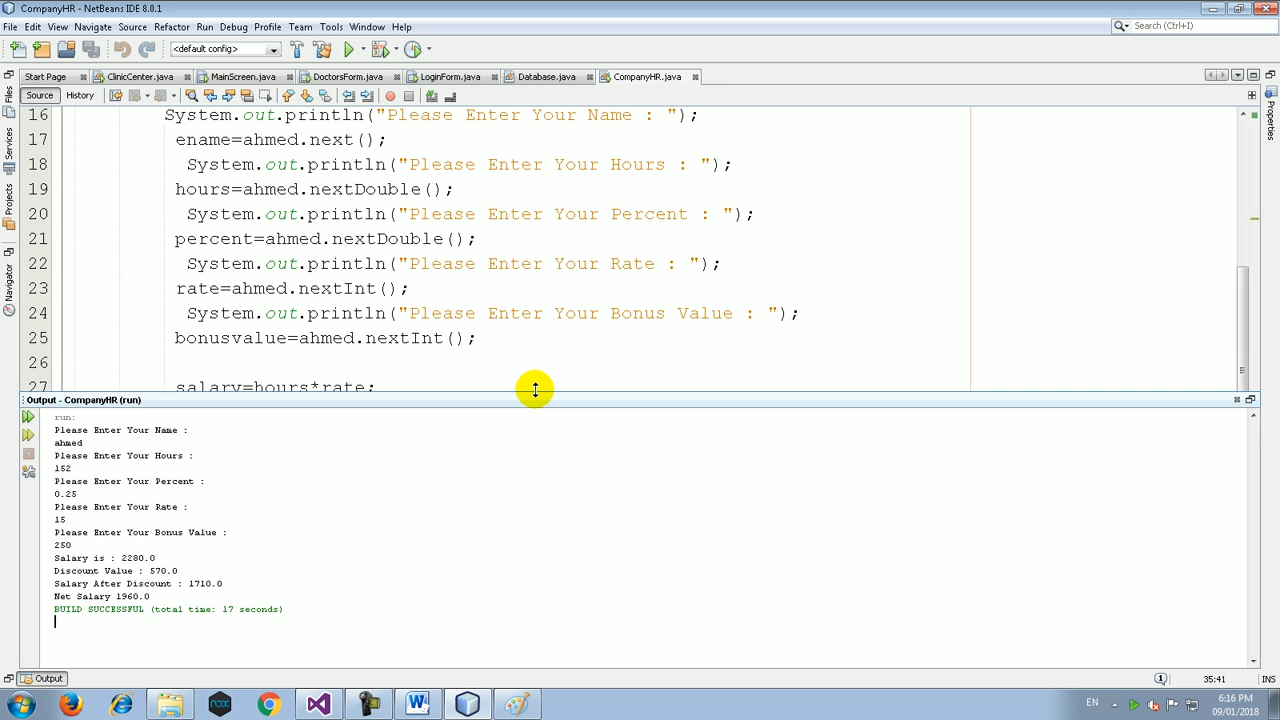 CompanyHR - NetBeans IDE 8.0.1
File Edit View Navigate Source Refactor Run Debug Profile Team Tools Window Help
Search (Ctrl+I)
<default config>
Start Page ClinicCenter.java MainScreen.java DoctorsForm.java LoginForm.java Database.java CompanyHR.java
Source History
Files
Services
Projects
Navigator
Properties
16 System.out.println("Please Enter Your Name : ");
17 ename=ahmed.next();
18 System.out.println("Please Enter Your Hours : ");
19 hours=ahmed.nextDouble();
20 System.out.println("Please Enter Your Percent : ");
21 percent=ahmed.nextDouble();
22 System.out.println("Please Enter Your Rate : ");
23 rate=ahmed.nextInt();
24 System.out.println("Please Enter Your Bonus Value : ");
25 bonusvalue=ahmed.nextInt();
26
27 salary=hours*rate;
Output - CompanyHR (run)
run:
Please Enter Your Name :
ahmed
Please Enter Your Hours :
152
Please Enter Your Percent :
0.25
Please Enter Your Rate :
15
Please Enter Your Bonus Value :
250
Salary is : 2280.0
Discount Value : 570.0
Salary After Discount : 1710.0
Net Salary 1960.0
BUILD SUCCESSFUL (total time: 17 seconds)
Output
1 35:41 INS
nox
EN
6:16 PM
09/01/2018